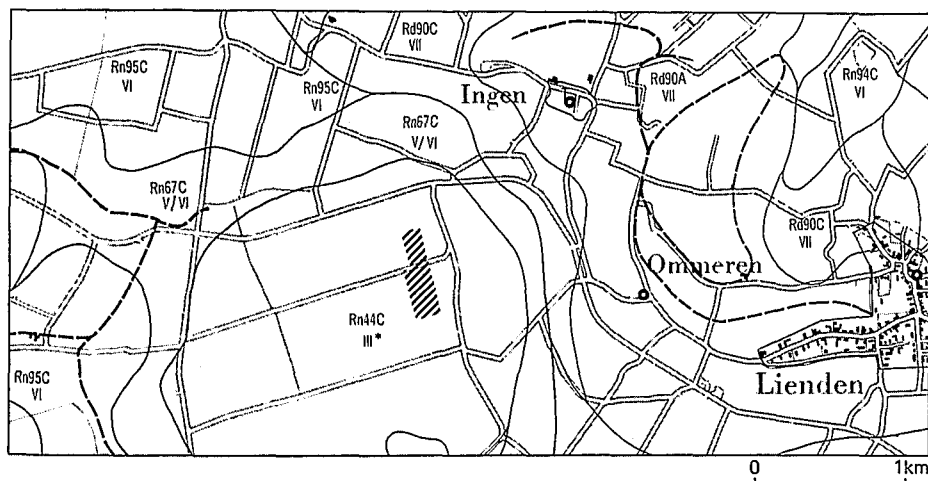 Rd90C
VII
Rn95C
VI
Rn95C
VI
Ingen
Rd90A
VII
Rn94C
VI
Rn67C
V/VI
Rn67C
V/VI
Rd90C
VII
Ommeren
Rn44C
III*
Rn95C
VI
Lienden
0 1km